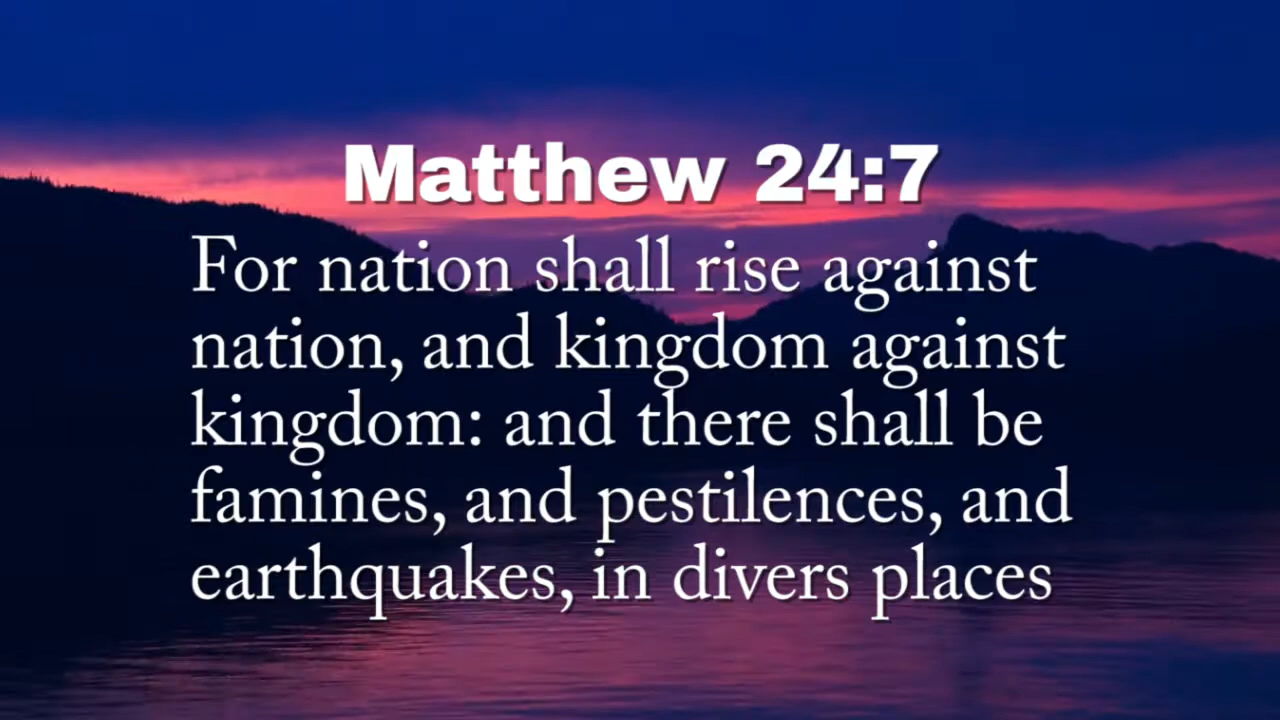 Matthew 24:7
For nation shall rise against
nation, and kingdom against
kingdom: and there shall be
famines, and pestilences, and
earthquakes, in divers places